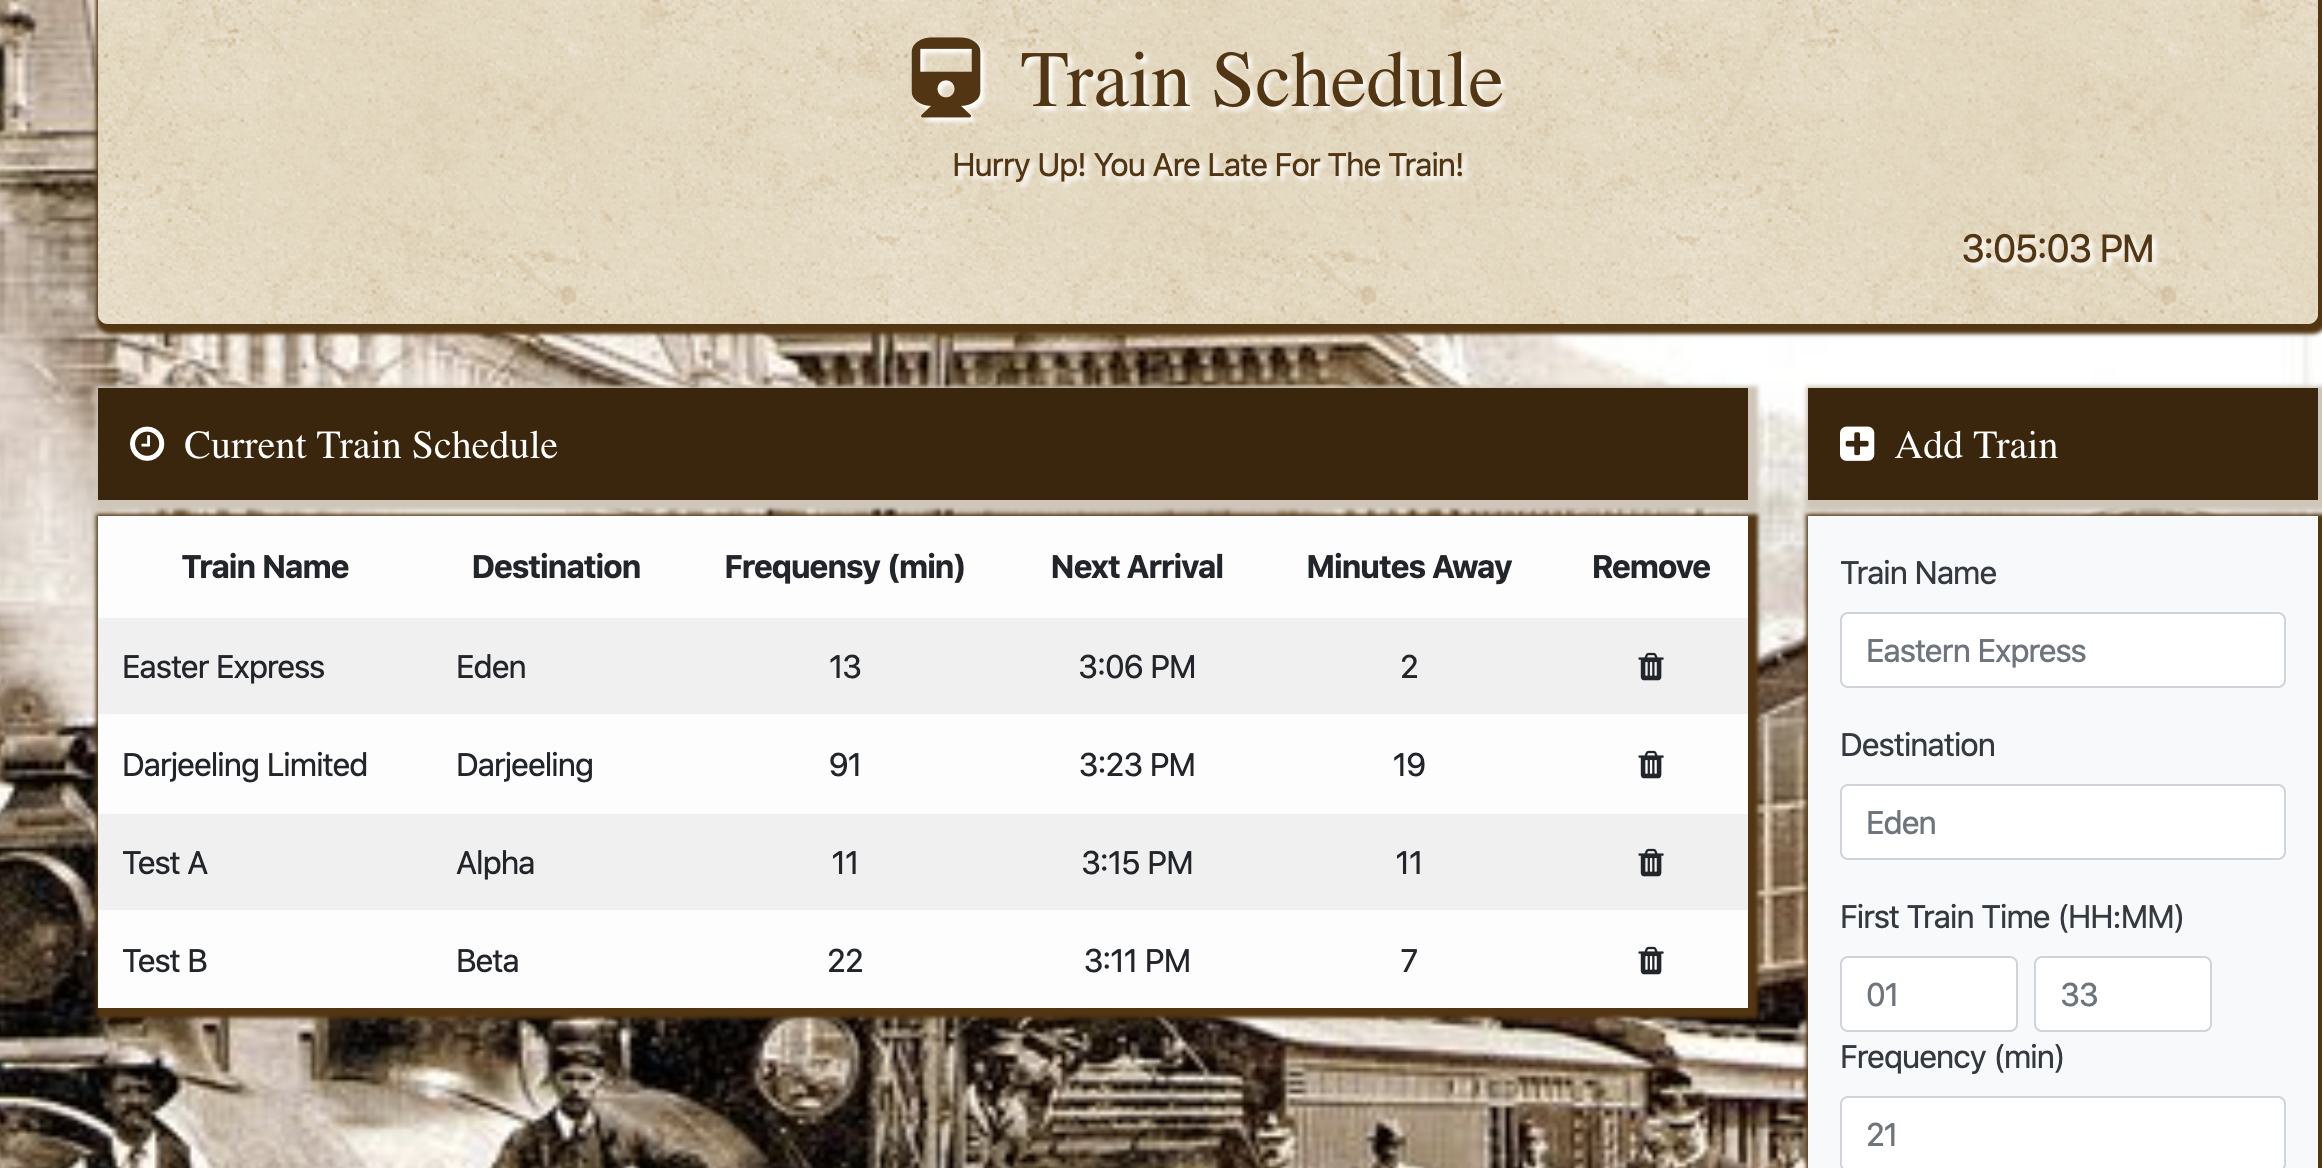 Train Schedule
Hurry Up! You Are Late For The Train!
3:05:03 PM
Current Train Schedule
Train Name Destination Frequensy (min) Next Arrival Minutes Away Remove
Easter Express Eden 13 3:06 PM 2
Darjeeling Limited Darjeeling 91 3:23 PM 19
Test A Alpha 11 3:15 PM 11
Test B Beta 22 3:11 PM 7
Add Train
Train Name
Eastern Express
Destination
Eden
First Train Time (HH:MM)
01 33
Frequency (min)
21